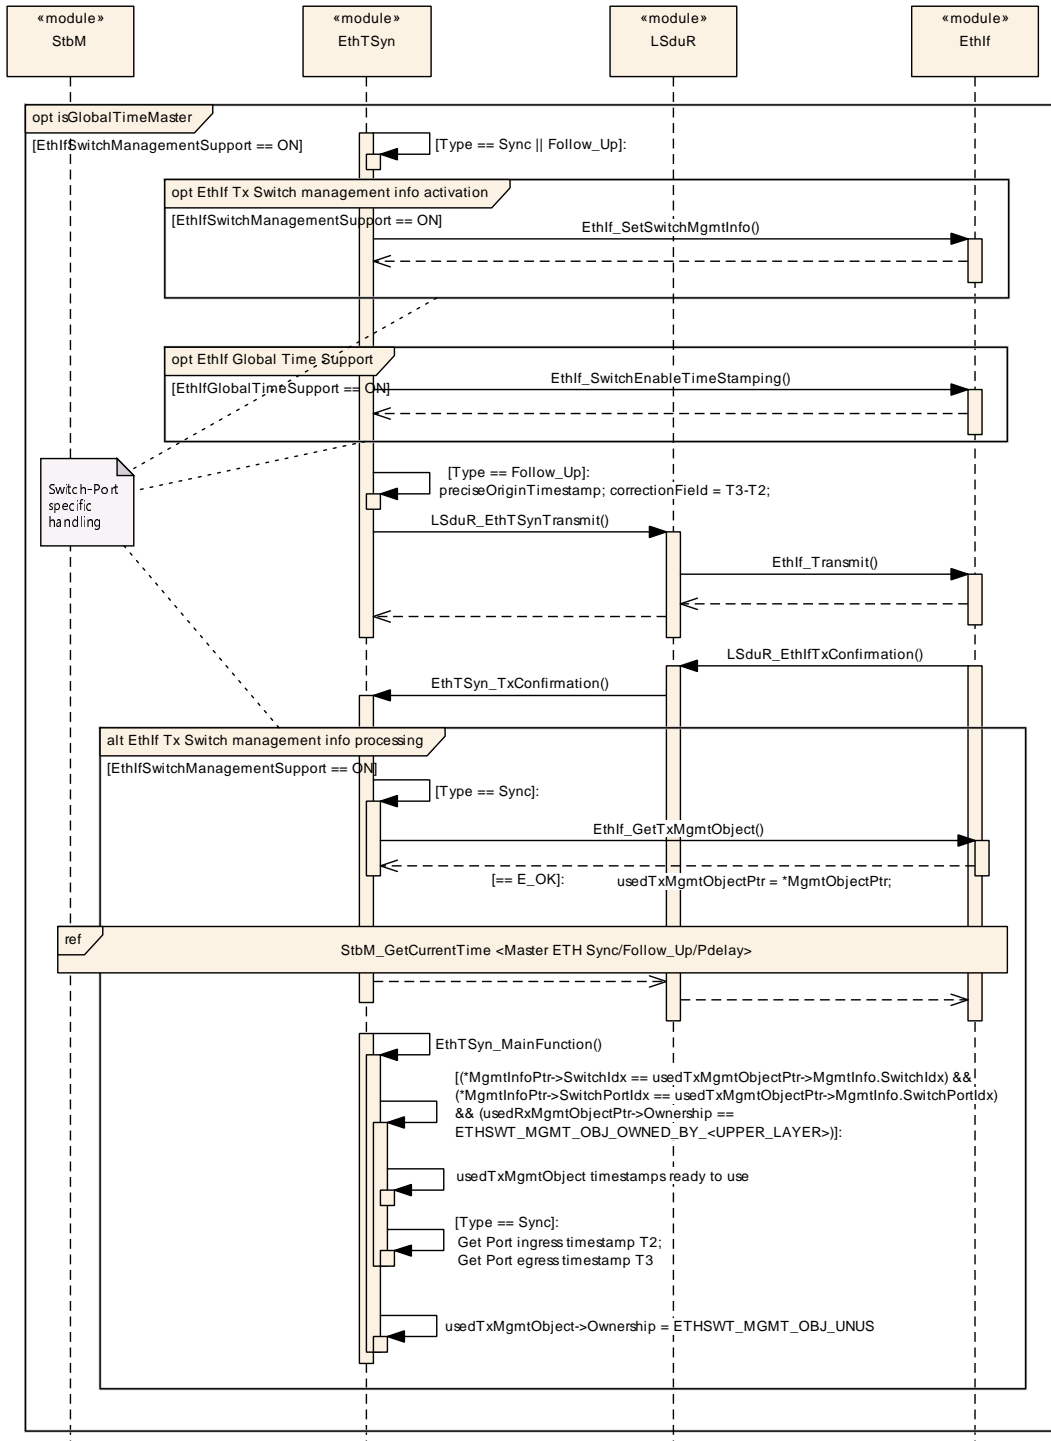 «module»
StbM
«module»
EthTSyn
«module»
LSduR
«module»
EthIf
opt isGlobalTimeMaster
[EthIfSwitchManagementSupport == ON]
[Type == Sync || Follow_Up]:
opt EthIf Tx Switch management info activation
[EthIfSwitchManagementSupport == ON]
EthIf_SetSwitchMgmtInfo()
opt EthIf Global Time Support
[EthIfGlobalTimeSupport == ON]
EthIf_SwitchEnableTimeStamping()
Switch-Port
specific
handling
[Type == Follow_Up]:
preciseOriginTimestamp; correctionField = T3-T2;
LSduR_EthTSynTransmit()
EthIf_Transmit()
LSduR_EthIfTxConfirmation()
EthTSyn_TxConfirmation()
alt EthIf Tx Switch management info processing
[EthIfSwitchManagementSupport == ON]
[Type == Sync]:
EthIf_GetTxMgmtObject()
[== E_OK]: usedTxMgmtObjectPtr = *MgmtObjectPtr;
ref
StbM_GetCurrentTime <Master ETH Sync/Follow_Up/Pdelay>
EthTSyn_MainFunction()
[(*MgmtInfoPtr->SwitchIdx == usedTxMgmtObjectPtr->MgmtInfo.SwitchIdx) &&
(*MgmtInfoPtr->SwitchPortIdx == usedTxMgmtObjectPtr->MgmtInfo.SwitchPortIdx)
&& (usedRxMgmtObjectPtr->Ownership ==
ETHSWT_MGMT_OBJ_OWNED_BY_<UPPER_LAYER>)]:
usedTxMgmtObject timestamps ready to use
[Type == Sync]:
Get Port ingress timestamp T2;
Get Port egress timestamp T3
usedTxMgmtObject->Ownership = ETHSWT_MGMT_OBJ_UNUS